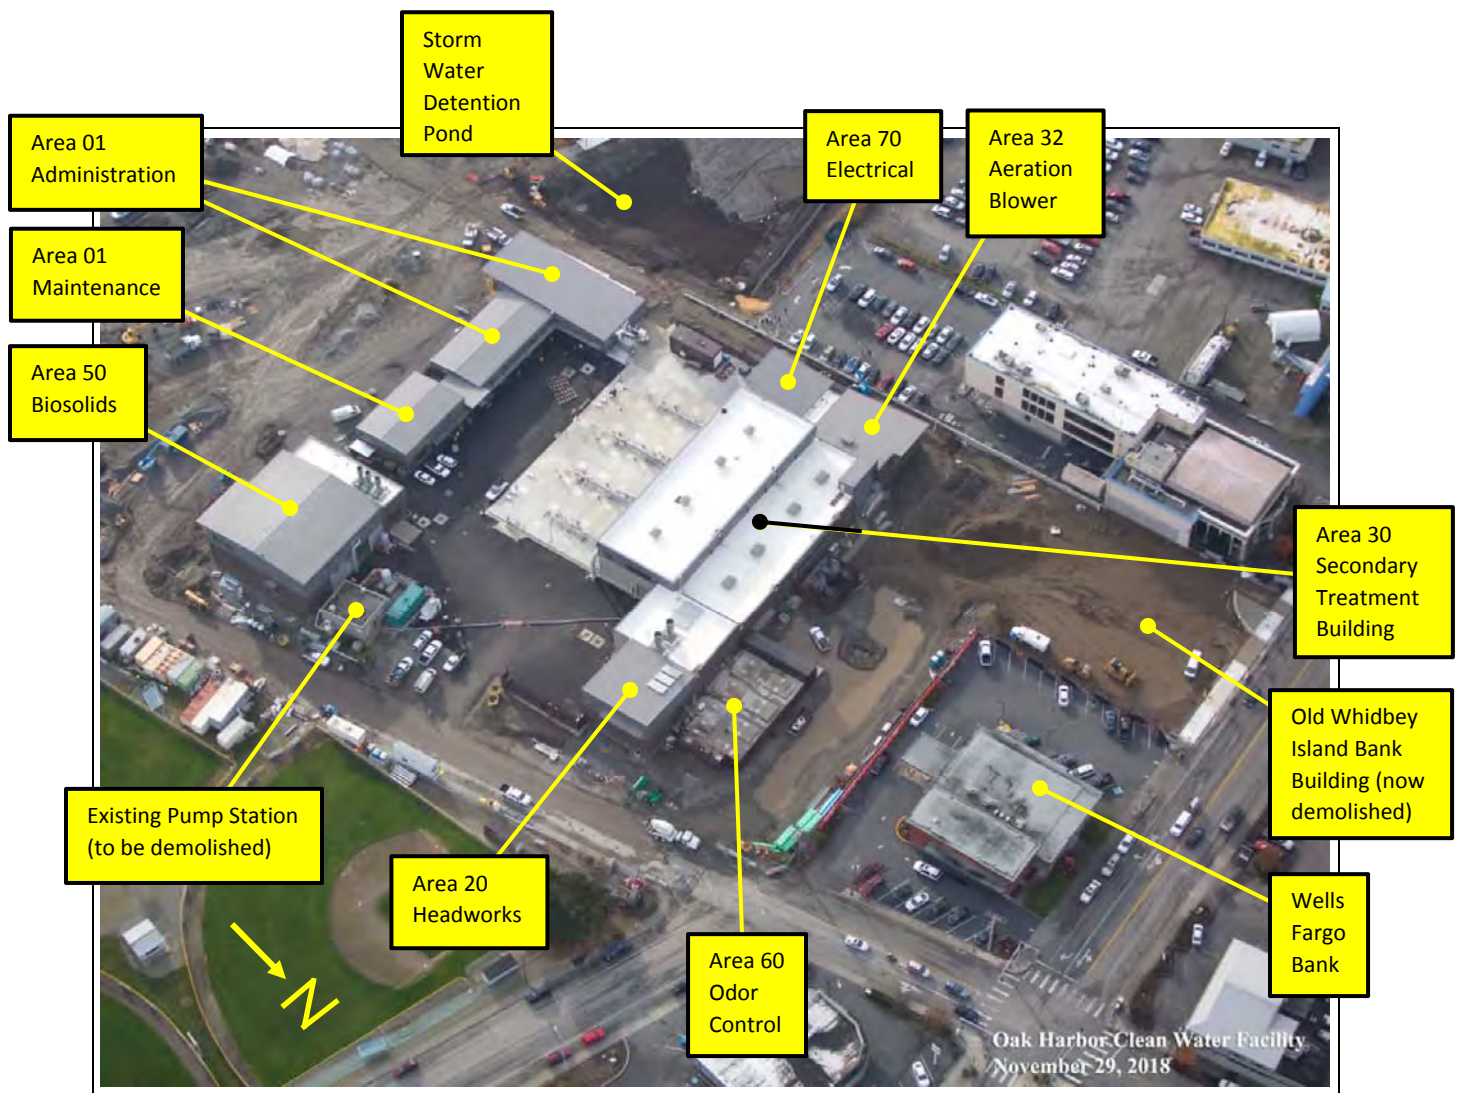 Storm
Water
Detention
Pond
Area 01
Administration
Area 70
Electrical
Area 32
Aeration
Blower
Area 01
Maintenance
Area 50
Biosolids
Area 30
Secondary
Treatment
Building
Old Whidbey
Island Bank
Building (now
demolished)
Existing Pump Station
(to be demolished)
Area 20
Headworks
Wells
Fargo
Bank
Area 60
Odor
Control
N
Oak Harbor Clean Water Facility
November 29, 2018